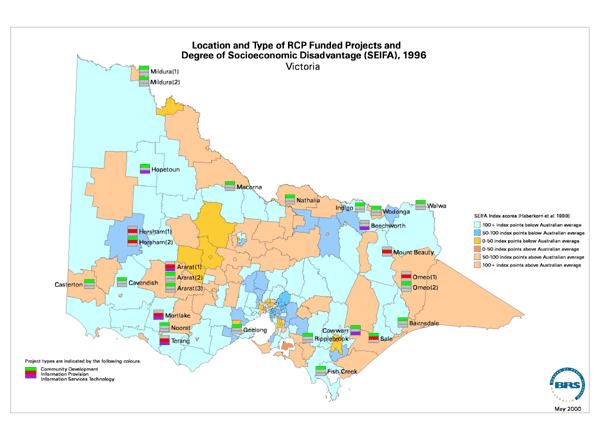 Location and Type of RCP Funded Projects and
Degree of Socioeconomic Disadvantage (SEIFA), 1996
Victoria
Mildura(1)
Mildura(2)
Hopetoun
Macorna
Nathalia
Indigo
Wodonga
Walwa
Beechworth
Horsham(1)
Horsham(2)
Mount Beauty
Ararat(1)
Ararat(2)
Ararat(3)
Omeo(1)
Omeo(2)
Casterton
Cavendish
Mortlake
Noorat
Terang
Geelong
Cowwarr
Ripplebrook
Sale
Bairnsdale
Fish Creek
SEIFA Index scores (Haberkorn et al. 1999)
100+ index points below Australian average
50-100 index points below Australian average
0-50 index points below Australian average
0-50 index points above Australian average
50-100 index points above Australian average
100+ index points above Australian average
Project types are indicated by the following colours.
Community Development
Information Provision
Information Services Technology
BRS
May 2000